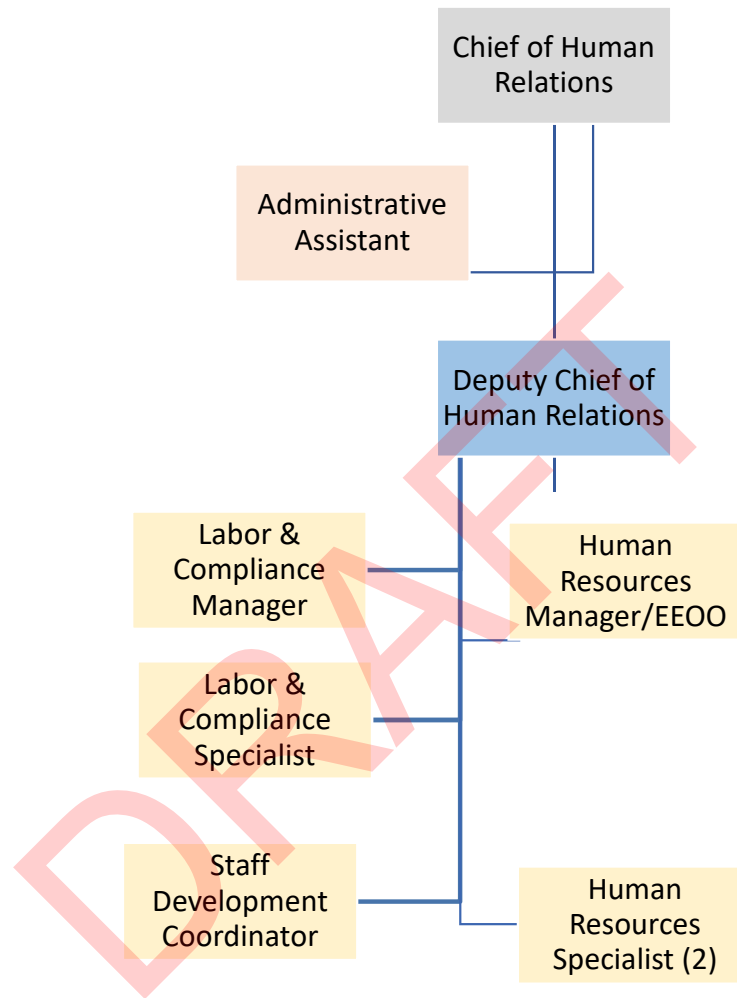 Chief of Human
Relations
Administrative
Assistant
Deputy Chief of
Human Relations
Labor &
Compliance
Manager
Human
Resources
Manager/EEOO
Labor &
Compliance
Specialist
Staff
Development
Coordinator
Human
Resources
Specialist (2)
DRAFT